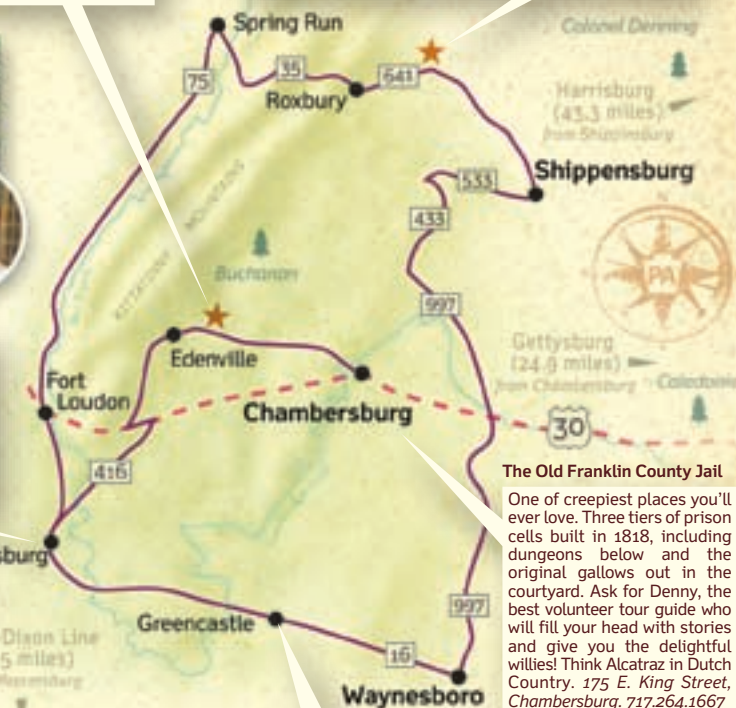 Spring Run
Colonel Denning
75
35
641
Roxbury
Harrisburg
(43.3 miles)
from Shippensburg
533
Shippensburg
433
KITTATINNY MOUNTAINS
Buchanan
N
PA
997
Edenville
Gettysburg
(24.9 miles)
from Chambersburg
Caledonia
Fort
Loudon
Chambersburg
30
416
The Old Franklin County Jail
One of creepiest places you'll
ever love. Three tiers of prison
cells built in 1818, including
dungeons below and the
original gallows out in the
courtyard. Ask for Denny, the
best volunteer tour guide who
will fill your head with stories
and give you the delightful
willies! Think Alcatraz in Dutch
Country. 175 E. King Street,
Chambersburg. 717.264.1667
sburg
997
Greencastle
-Dixon Line
5 miles)
16
Waynesboro